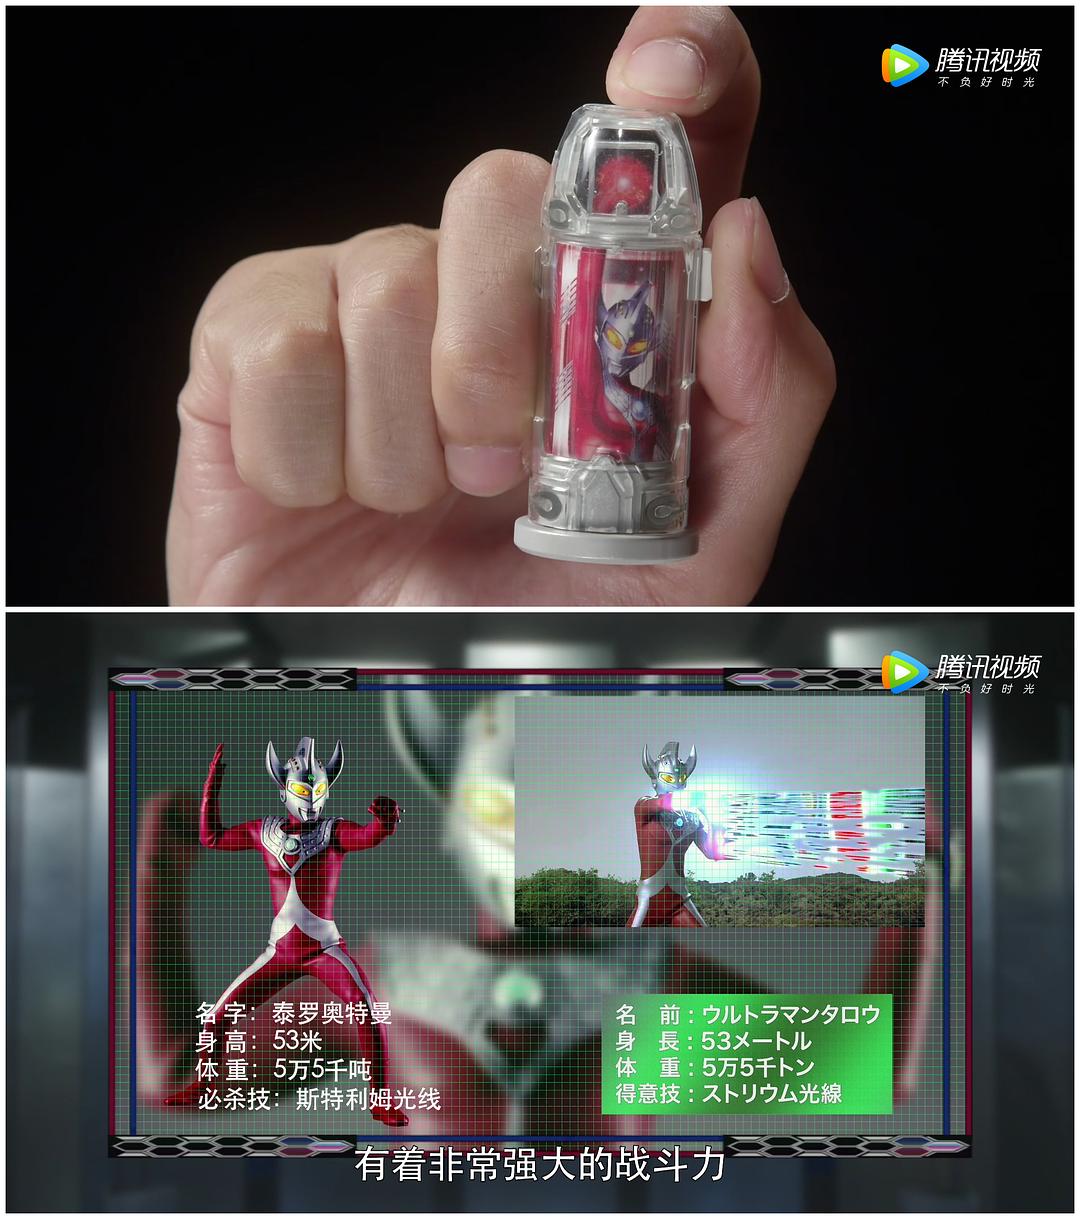 腾讯视频
不负好时光
腾讯视频
不负好时光
名字：泰罗奥特曼
身高：53米
体重：5万5千吨
必杀技：斯特利姆光线
名　前：ウルトラマンタロウ
身　長：53メートル
体　重：5万5千トン
得意技：ストリウム光線
有着非常强大的战斗力